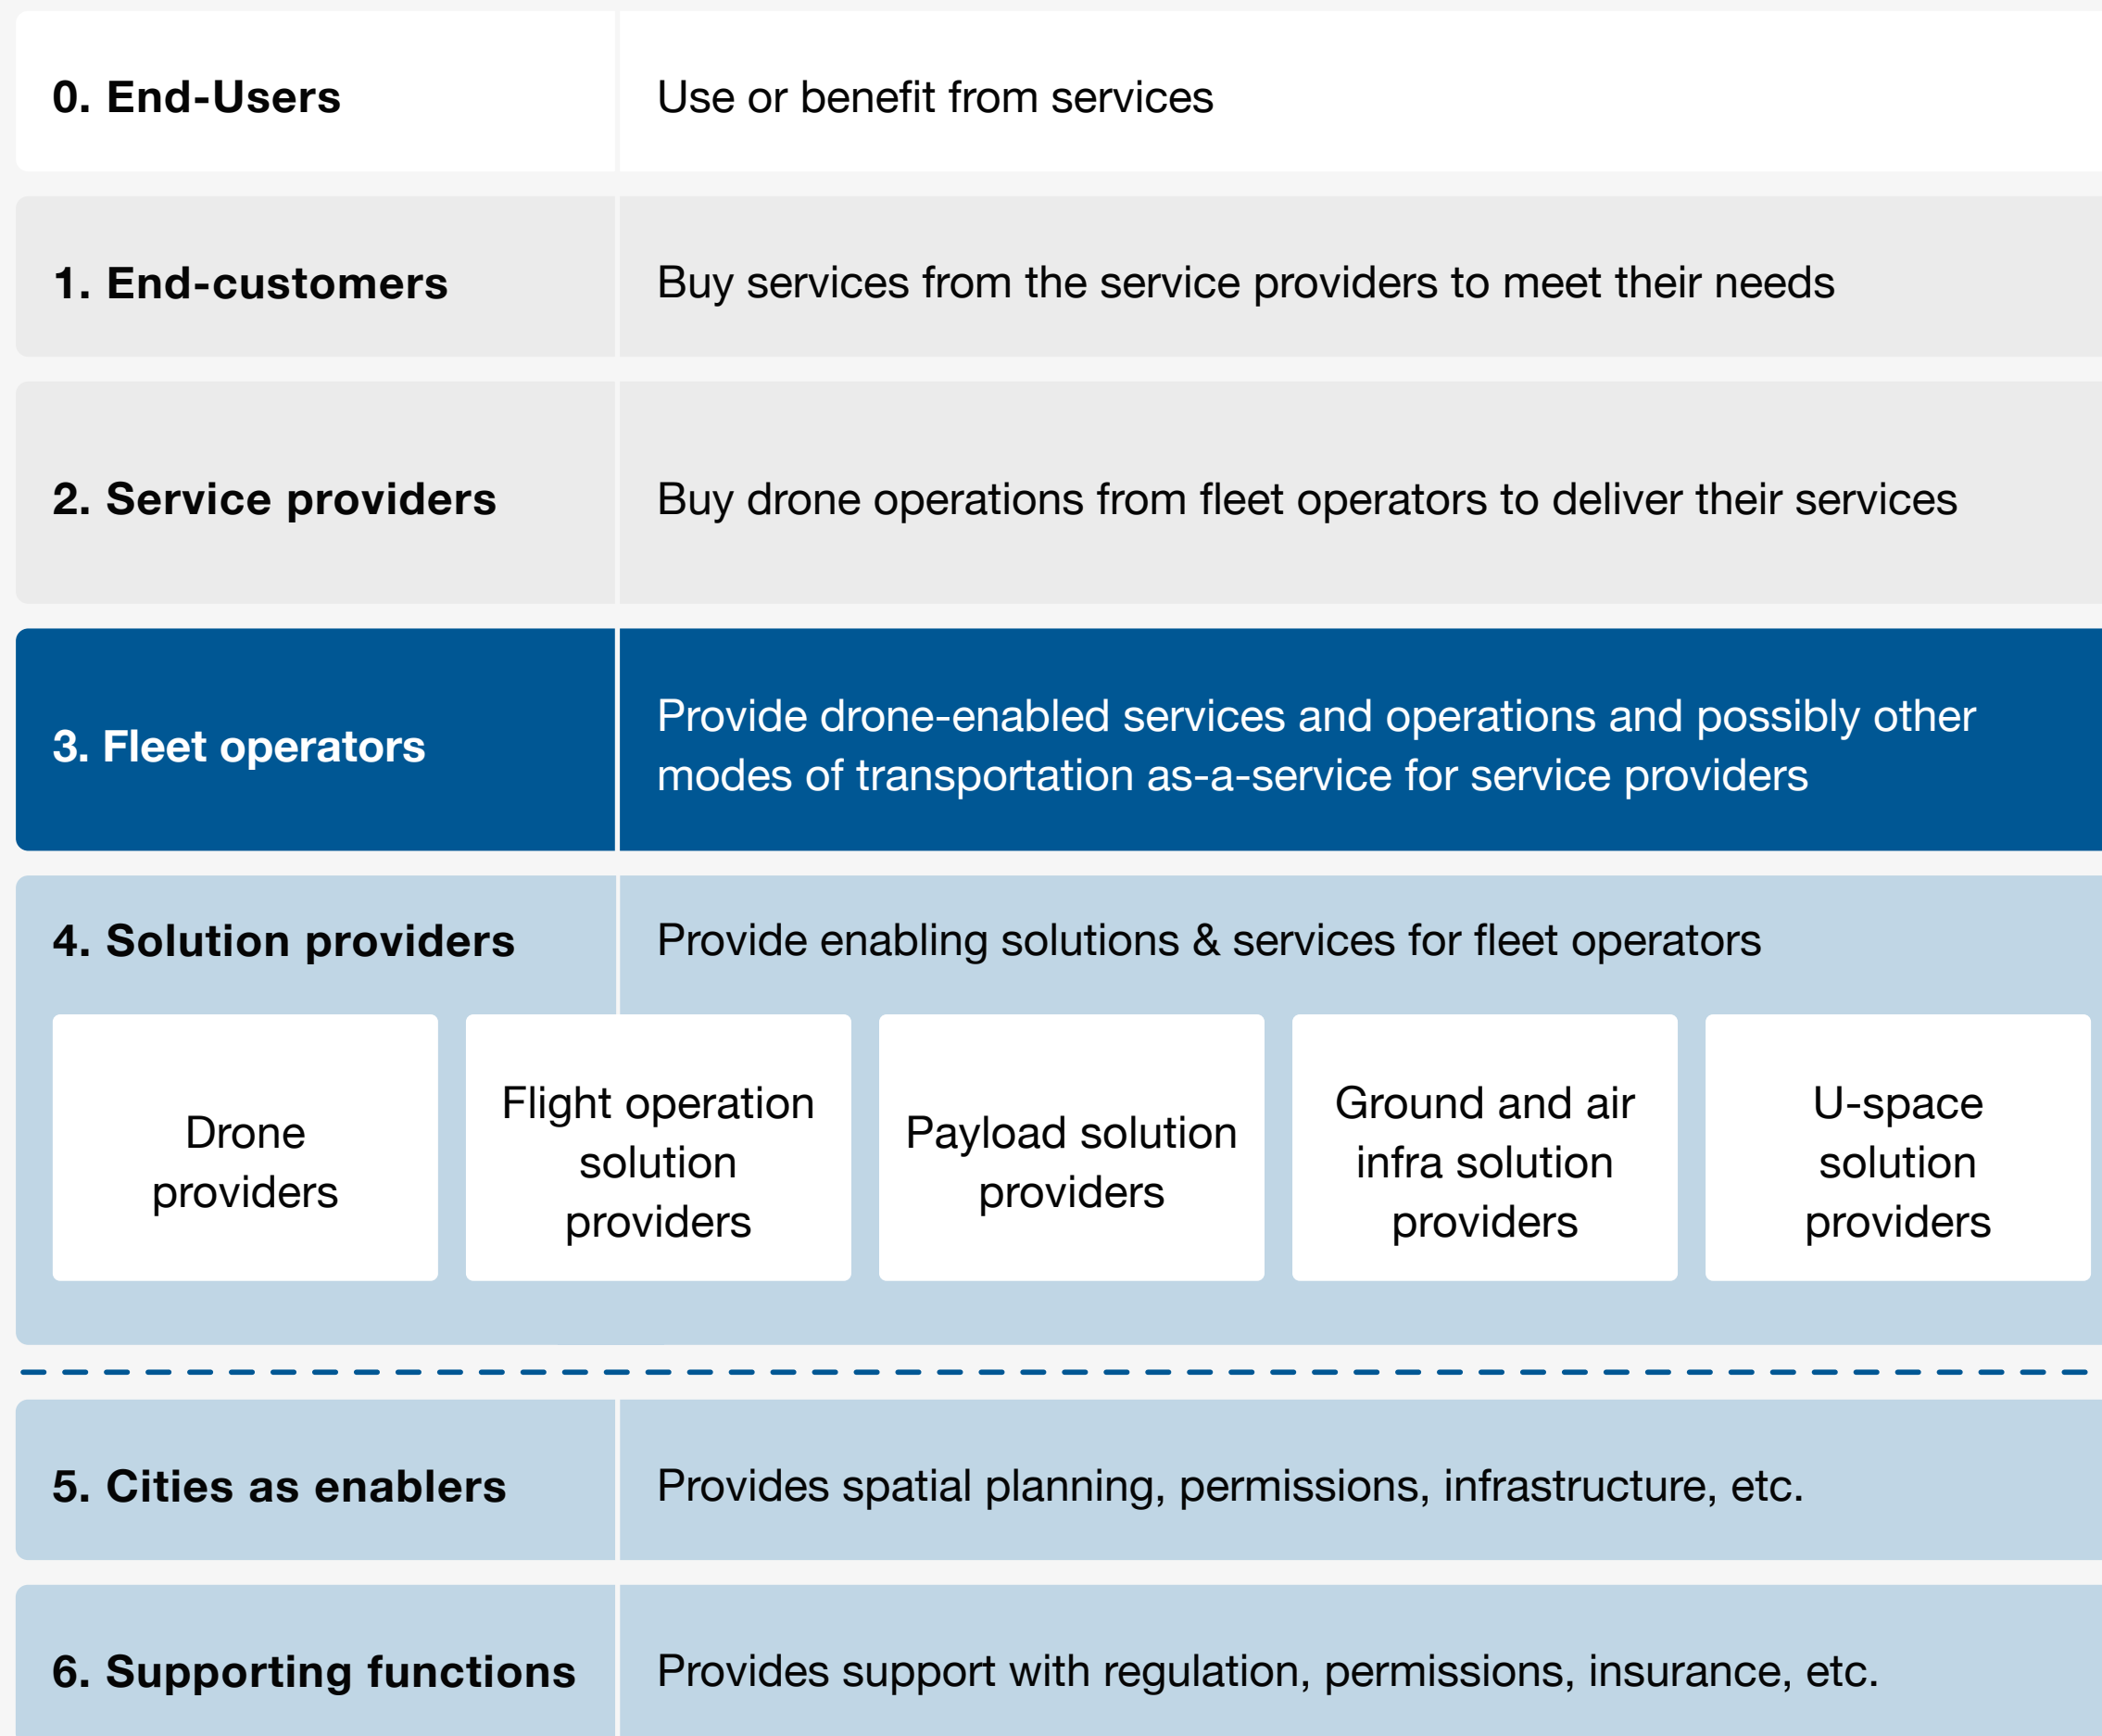 0. End-Users
Use or benefit from services
1. End-customers
Buy services from the service providers to meet their needs
2. Service providers
Buy drone operations from fleet operators to deliver their services
3. Fleet operators
Provide drone-enabled services and operations and possibly other
modes of transportation as-a-service for service providers
4. Solution providers
Provide enabling solutions & services for fleet operators
Drone
providers
Flight operation
solution
providers
Payload solution
providers
Ground and air
infra solution
providers
U-space
solution
providers
5. Cities as enablers
Provides spatial planning, permissions, infrastructure, etc.
6. Supporting functions
Provides support with regulation, permissions, insurance, etc.